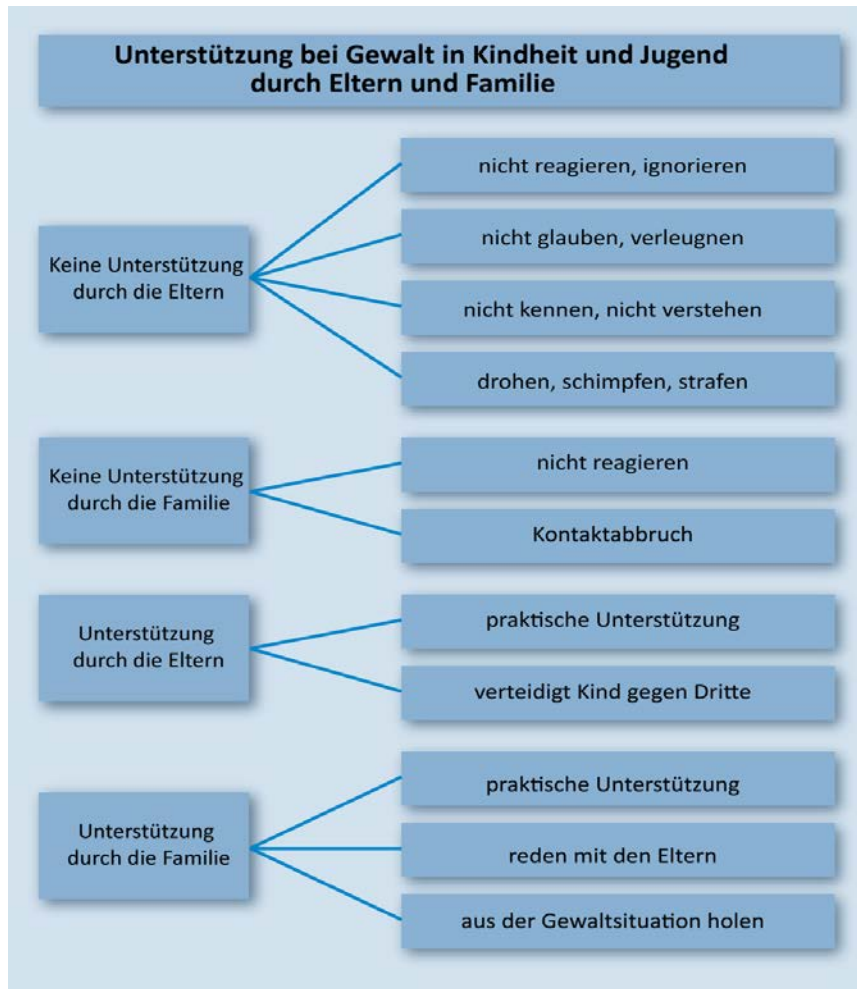 Unterstützung bei Gewalt in Kindheit und Jugend
durch Eltern und Familie
Keine Unterstützung
durch die Eltern
nicht reagieren, ignorieren
nicht glauben, verleugnen
nicht kennen, nicht verstehen
drohen, schimpfen, strafen
Keine Unterstützung
durch die Familie
nicht reagieren
Kontaktabbruch
Unterstützung
durch die Eltern
praktische Unterstützung
verteidigt Kind gegen Dritte
Unterstützung
durch die Familie
praktische Unterstützung
reden mit den Eltern
aus der Gewaltsituation holen